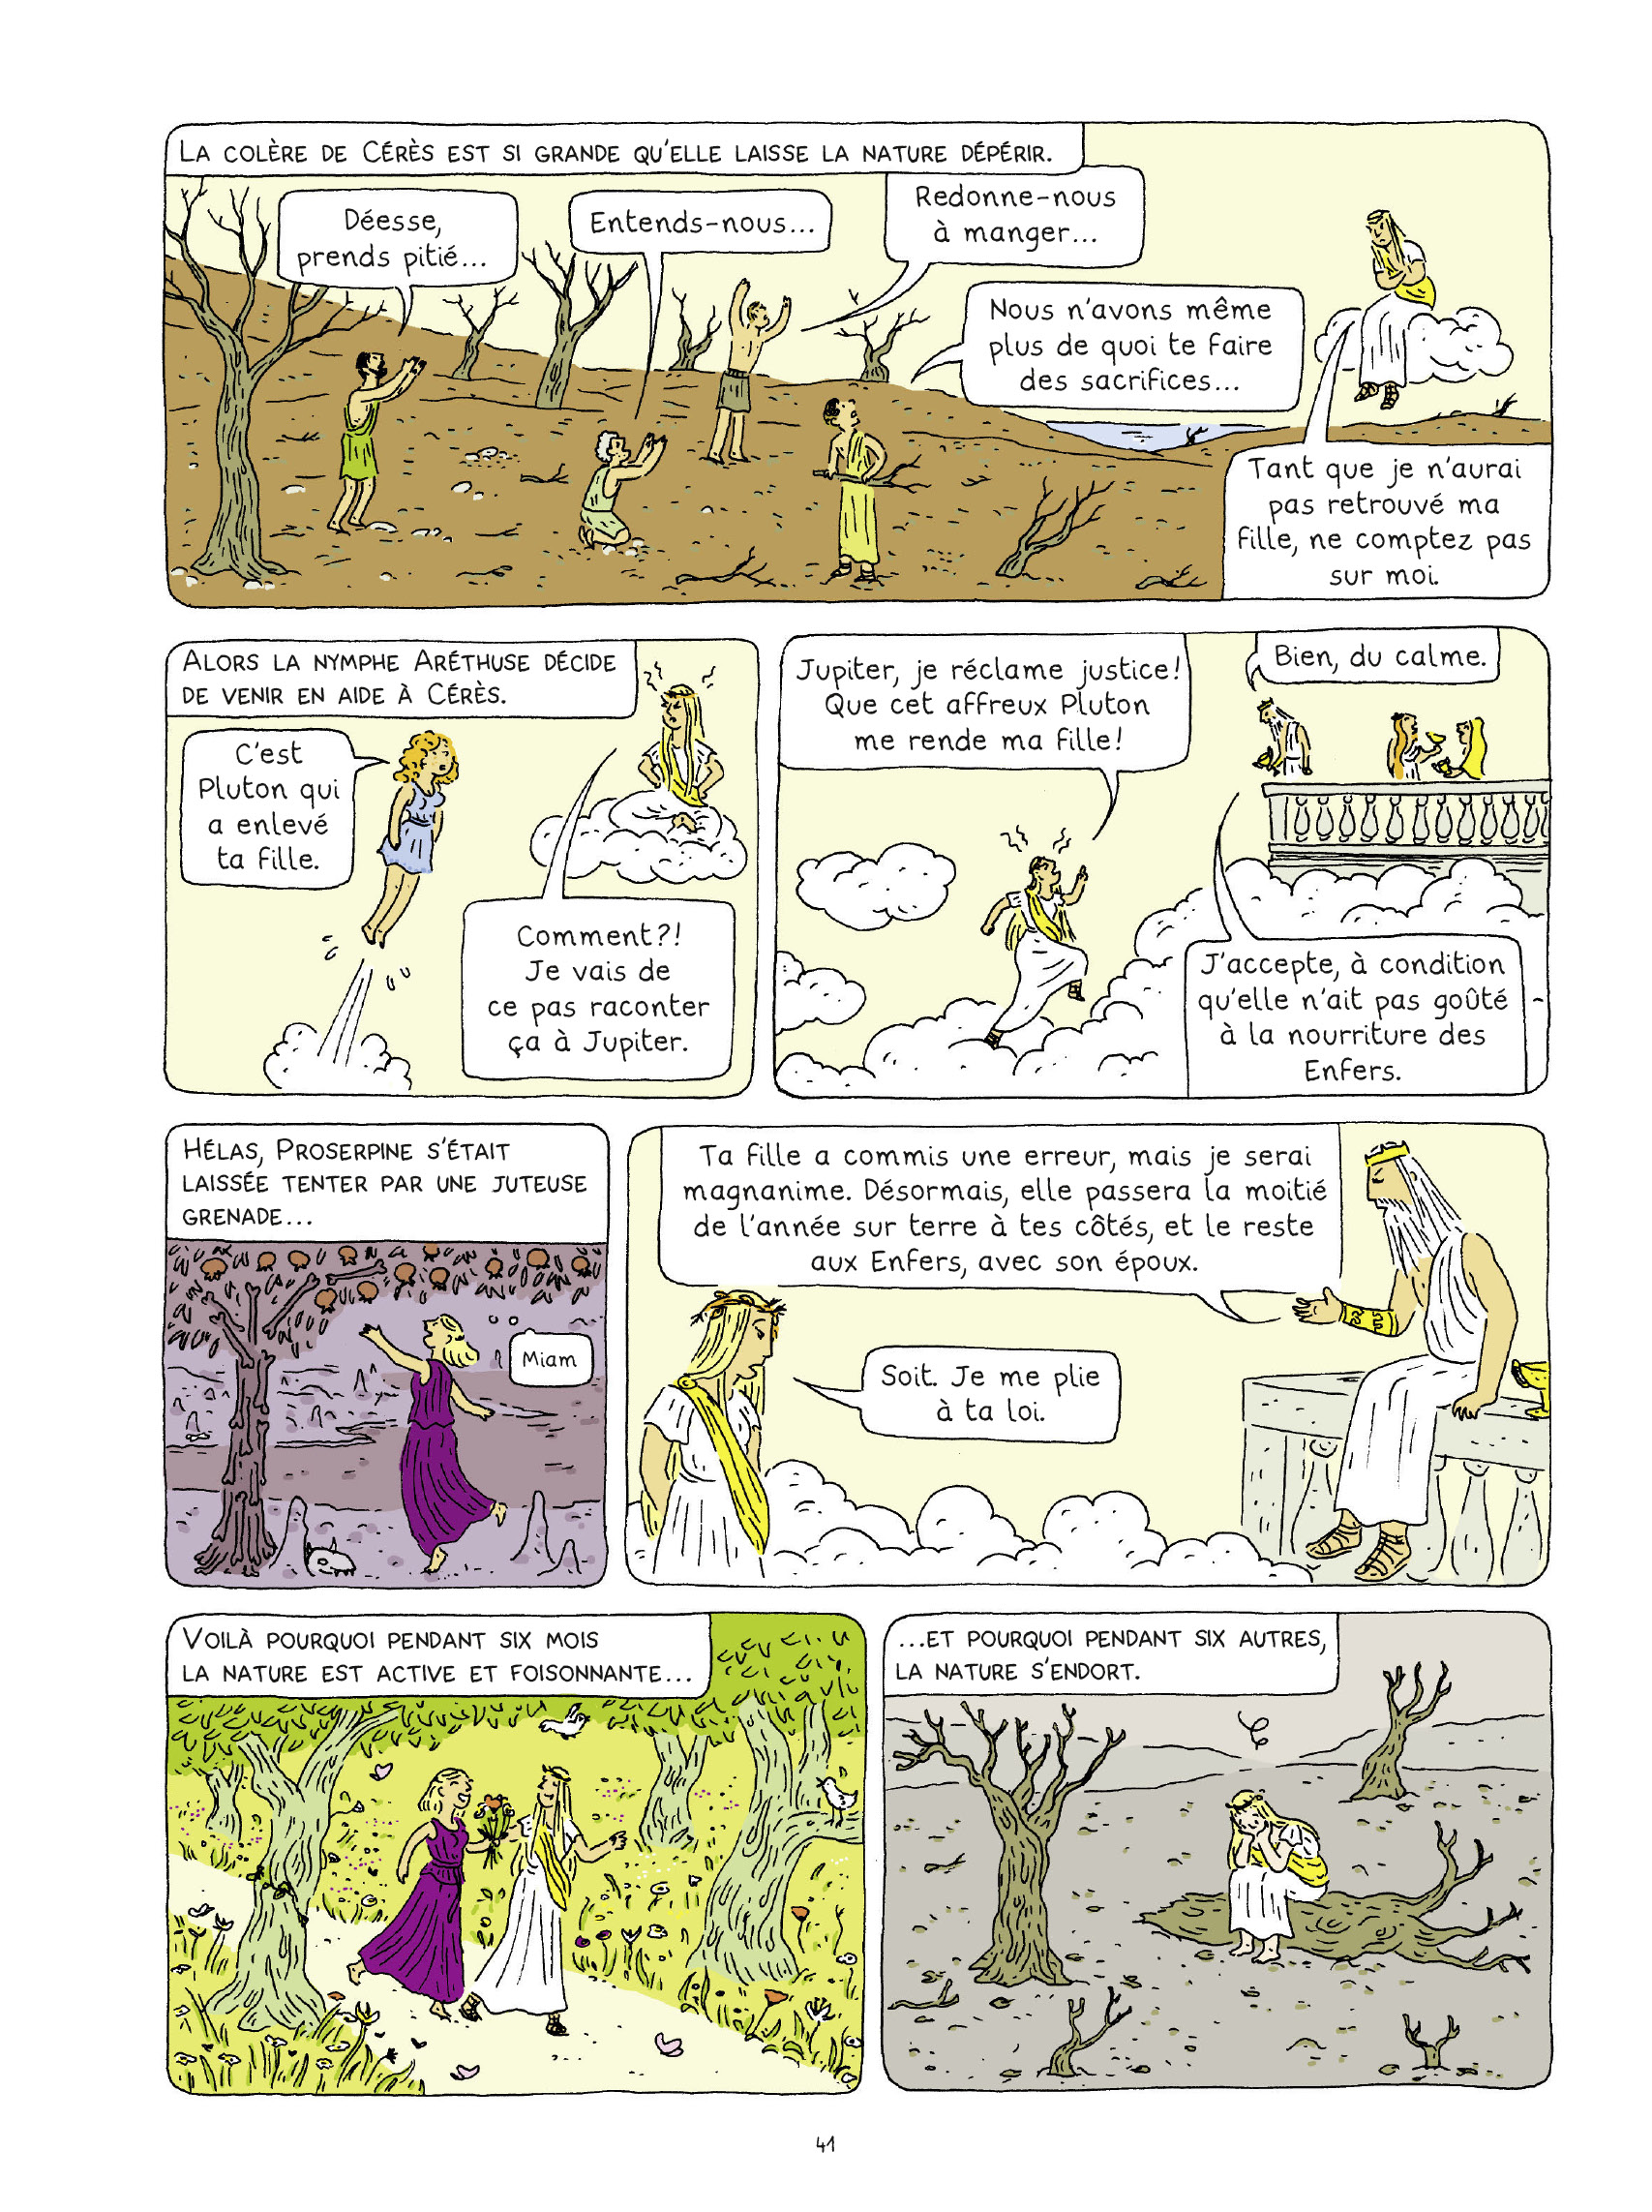 LA COLÈRE DE CÉRÈS EST SI GRANDE QU'ELLE LAISSE LA NATURE DÉPÉRIR.
Déesse,
prends pitié...
Entends-nous...
Redonne-nous
à manger...
Nous n'avons même
plus de quoi te faire
des sacrifices...
Tant que je n'aurai
pas retrouvé ma
fille, ne comptez pas
sur moi.
ALORS LA NYMPHE ARÉTHUSE DÉCIDE
DE VENIR EN AIDE À CÉRÈS.
C'est
Pluton qui
a enlevé
ta fille.
Comment?!
Je vais de
ce pas raconter
ça à Jupiter.
Jupiter, je réclame justice!
Que cet affreux Pluton
me rende ma fille!
Bien, du calme.
J'accepte, à condition
qu'elle n'ait pas goûté
à la nourriture des
Enfers.
HÉLAS, PROSERPINE S'ÉTAIT
LAISSÉE TENTER PAR UNE JUTEUSE
GRENADE...
Miam
Ta fille a commis une erreur, mais je serai
magnanime. Désormais, elle passera la moitié
de l'année sur terre à tes côtés, et le reste
aux Enfers, avec son époux.
Soit. Je me plie
à ta loi.
VOILÀ POURQUOI PENDANT SIX MOIS
LA NATURE EST ACTIVE ET FOISONNANTE...
...ET POURQUOI PENDANT SIX AUTRES,
LA NATURE S'ENDORT.
41